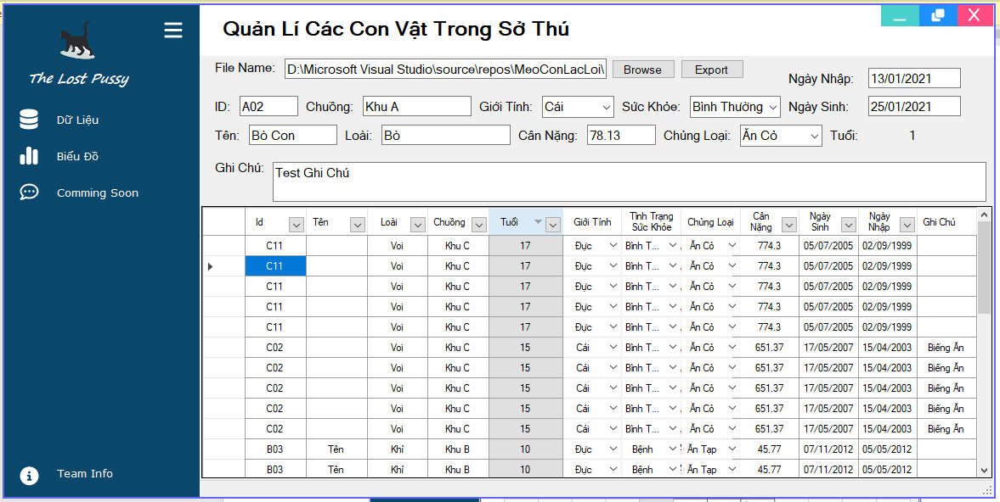 Quản Lí Các Con Vật Trong Sở Thú
The Lost Pussy
Dữ Liệu
Biểu Đồ
Comming Soon
Team Info
File Name: D:\Microsoft Visual Studio\source\repos\MeoConLacLoi\ Browse Export
Ngày Nhập: 13/01/2021
ID: A02 Chuồng: Khu A Giới Tính: Cái Sức Khỏe: Bình Thường Ngày Sinh: 25/01/2021
Tên: Bò Con Loài: Bò Cân Nặng: 78.13 Chủng Loại: Ăn Cỏ Tuổi: 1
Ghi Chú: Test Ghi Chú
Id Tên Loài Chuồng Tuổi Giới Tính Tình Trạng Sức Khỏe Chủng Loại Cân Nặng Ngày Sinh Ngày Nhập Ghi Chú
C11 Voi Khu C 17 Đực Bình T... Ăn Cỏ 774.3 05/07/2005 02/09/1999
C11 Voi Khu C 17 Đực Bình T... Ăn Cỏ 774.3 05/07/2005 02/09/1999
C11 Voi Khu C 17 Đực Bình T... Ăn Cỏ 774.3 05/07/2005 02/09/1999
C11 Voi Khu C 17 Đực Bình T... Ăn Cỏ 774.3 05/07/2005 02/09/1999
C11 Voi Khu C 17 Đực Bình T... Ăn Cỏ 774.3 05/07/2005 02/09/1999
C02 Voi Khu C 15 Cái Bình T... Ăn Cỏ 651.37 17/05/2007 15/04/2003 Biếng Ăn
C02 Voi Khu C 15 Cái Bình T... Ăn Cỏ 651.37 17/05/2007 15/04/2003 Biếng Ăn
C02 Voi Khu C 15 Cái Bình T... Ăn Cỏ 651.37 17/05/2007 15/04/2003 Biếng Ăn
C02 Voi Khu C 15 Cái Bình T... Ăn Cỏ 651.37 17/05/2007 15/04/2003 Biếng Ăn
C02 Voi Khu C 15 Cái Bình T... Ăn Cỏ 651.37 17/05/2007 15/04/2003 Biếng Ăn
B03 Tên Khỉ Khu B 10 Đực Bệnh Ăn Tạp 45.77 07/11/2012 05/05/2012
B03 Tên Khỉ Khu B 10 Đực Bệnh Ăn Tạp 45.77 07/11/2012 05/05/2012